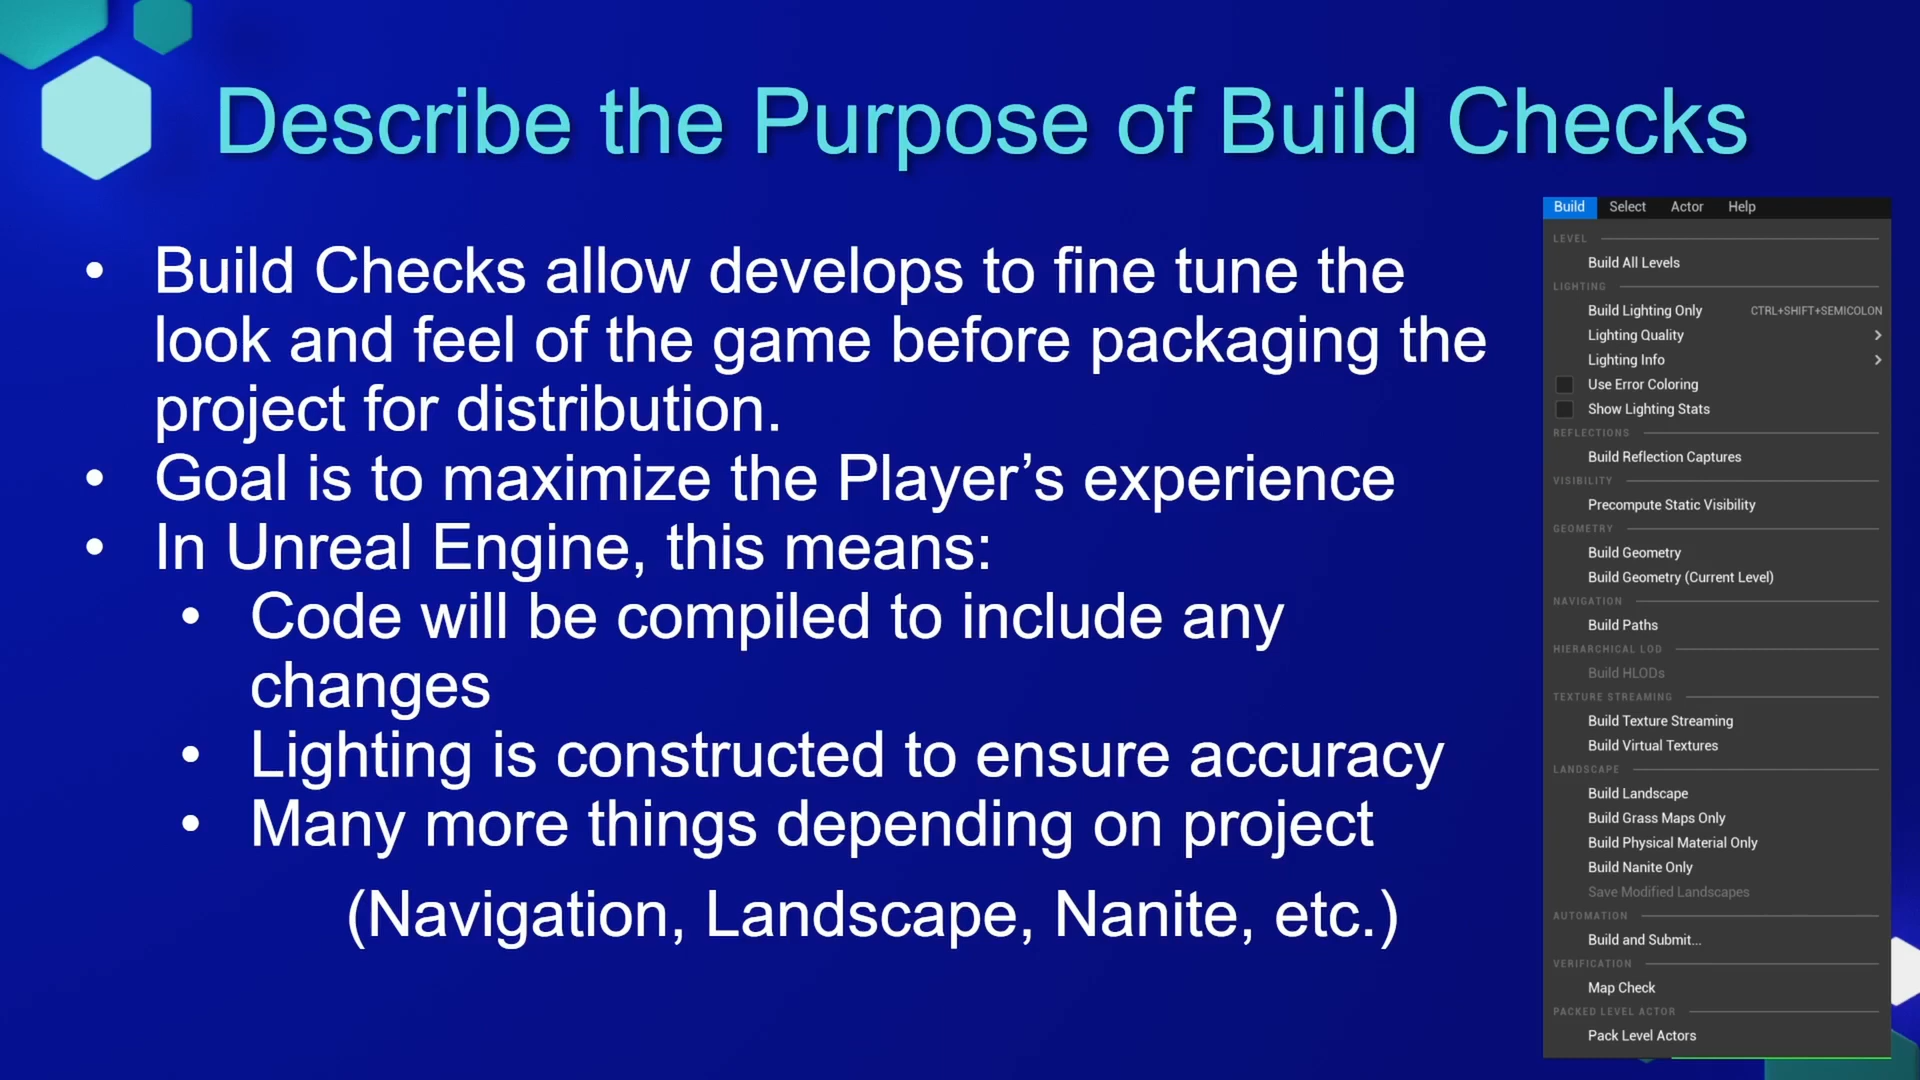 Describe the Purpose of Build Checks
• Build Checks allow develops to fine tune the
look and feel of the game before packaging the
project for distribution.
• Goal is to maximize the Player’s experience
• In Unreal Engine, this means:
• Code will be compiled to include any
changes
• Lighting is constructed to ensure accuracy
• Many more things depending on project
(Navigation, Landscape, Nanite, etc.)
Build Select Actor Help
LEVEL
Build All Levels
LIGHTING
Build Lighting Only CTRL+SHIFT+SEMICOLON
Lighting Quality
Lighting Info
Use Error Coloring
Show Lighting Stats
REFLECTIONS
Build Reflection Captures
VISIBILITY
Precompute Static Visibility
GEOMETRY
Build Geometry
Build Geometry (Current Level)
NAVIGATION
Build Paths
HIERARCHICAL LOD
Build HLODs
TEXTURE STREAMING
Build Texture Streaming
Build Virtual Textures
LANDSCAPE
Build Landscape
Build Grass Maps Only
Build Physical Material Only
Build Nanite Only
Save Modified Landscapes
AUTOMATION
Build and Submit...
VERIFICATION
Map Check
PACKED LEVEL ACTOR
Pack Level Actors